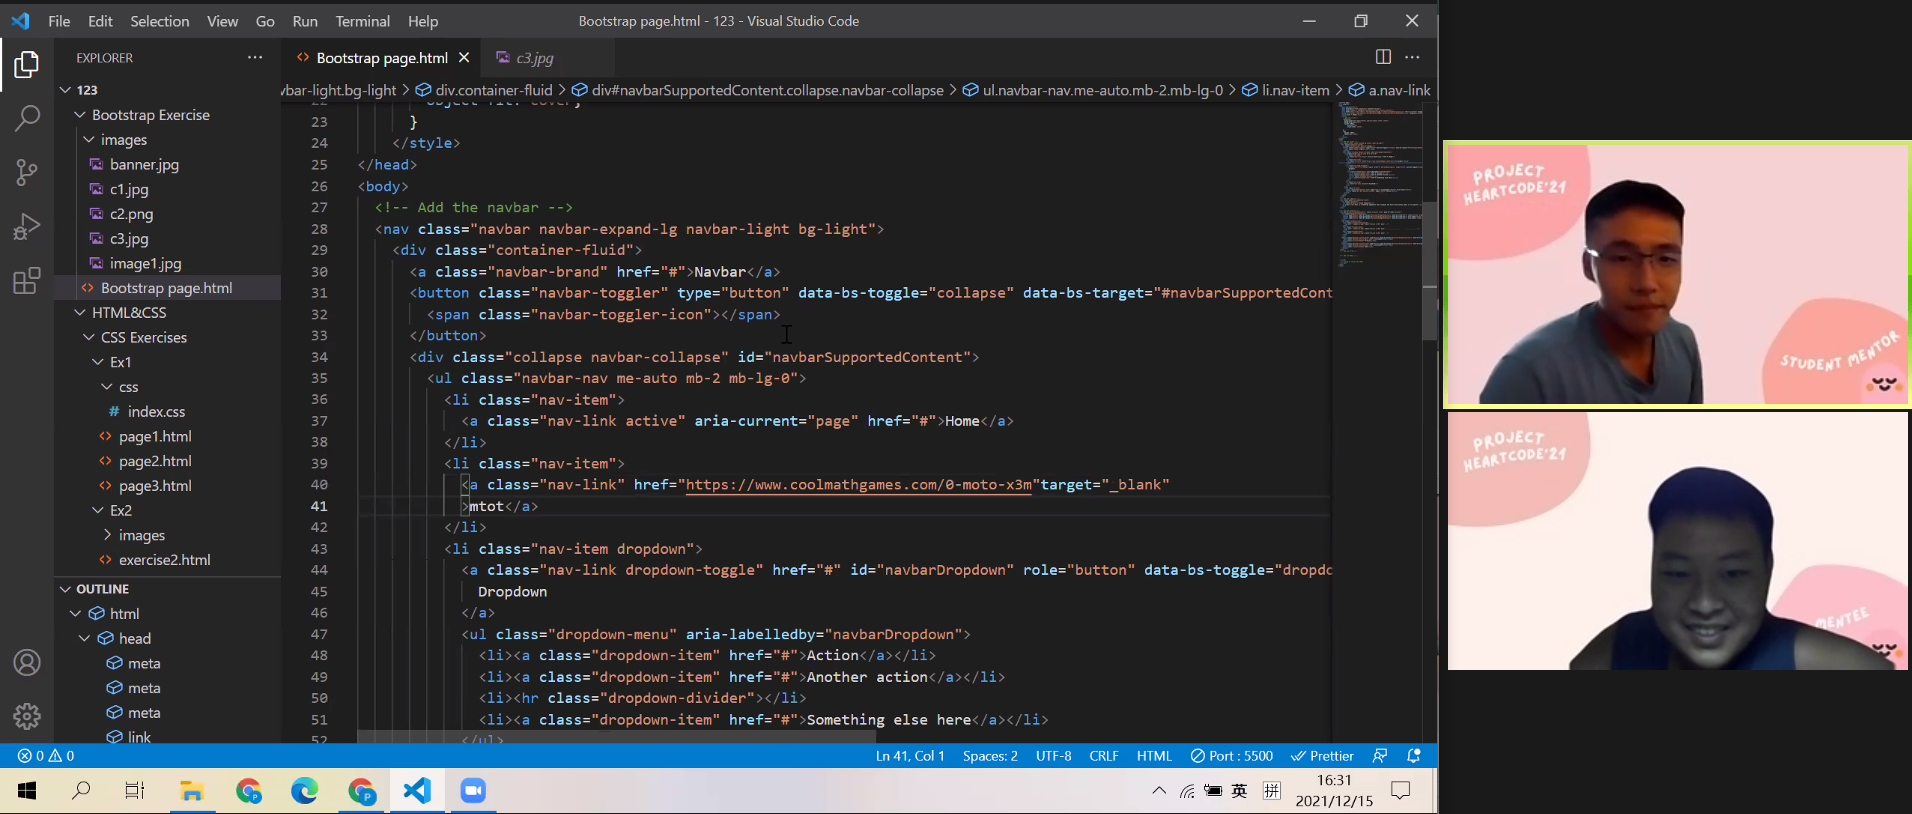 File Edit Selection View Go Run Terminal Help
Bootstrap page.html - 123 - Visual Studio Code
EXPLORER
123
Bootstrap Exercise
images
banner.jpg
c1.jpg
c2.png
c3.jpg
image1.jpg
Bootstrap page.html
HTML&CSS
CSS Exercises
Ex1
css
index.css
page1.html
page2.html
page3.html
Ex2
images
exercise2.html
OUTLINE
html
head
meta
meta
meta
link
Bootstrap page.html
c3.jpg
vbar-light.bg-light > div.container-fluid > div#navbarSupportedContent.collapse.navbar-collapse > ul.navbar-nav.me-auto.mb-2.mb-lg-0 > li.nav-item > a.nav-link
23 }
24 </style>
25 </head>
26 <body>
27 <!-- Add the navbar -->
28 <nav class="navbar navbar-expand-lg navbar-light bg-light">
29 <div class="container-fluid">
30 <a class="navbar-brand" href="#">Navbar</a>
31 <button class="navbar-toggler" type="button" data-bs-toggle="collapse" data-bs-target="#navbarSupportedCont
32 <span class="navbar-toggler-icon"></span>
33 </button>
34 <div class="collapse navbar-collapse" id="navbarSupportedContent">
35 <ul class="navbar-nav me-auto mb-2 mb-lg-0">
36 <li class="nav-item">
37 <a class="nav-link active" aria-current="page" href="#">Home</a>
38 </li>
39 <li class="nav-item">
40 <a class="nav-link" href="https://www.coolmathgames.com/0-moto-x3m"target="_blank"
41 >mtot</a>
42 </li>
43 <li class="nav-item dropdown">
44 <a class="nav-link dropdown-toggle" href="#" id="navbarDropdown" role="button" data-bs-toggle="dropdo
45 Dropdown
46 </a>
47 <ul class="dropdown-menu" aria-labelledby="navbarDropdown">
48 <li><a class="dropdown-item" href="#">Action</a></li>
49 <li><a class="dropdown-item" href="#">Another action</a></li>
50 <li><hr class="dropdown-divider"></li>
51 <li><a class="dropdown-item" href="#">Something else here</a></li>
52 </ul>
0 0
Ln 41, Col 1 Spaces: 2 UTF-8 CRLF HTML Port : 5500 Prettier
英 拼
16:31
2021/12/15
PROJECT
HEARTCODE'21
STUDENT MENTOR
PROJECT
HEARTCODE'21
MENTEE